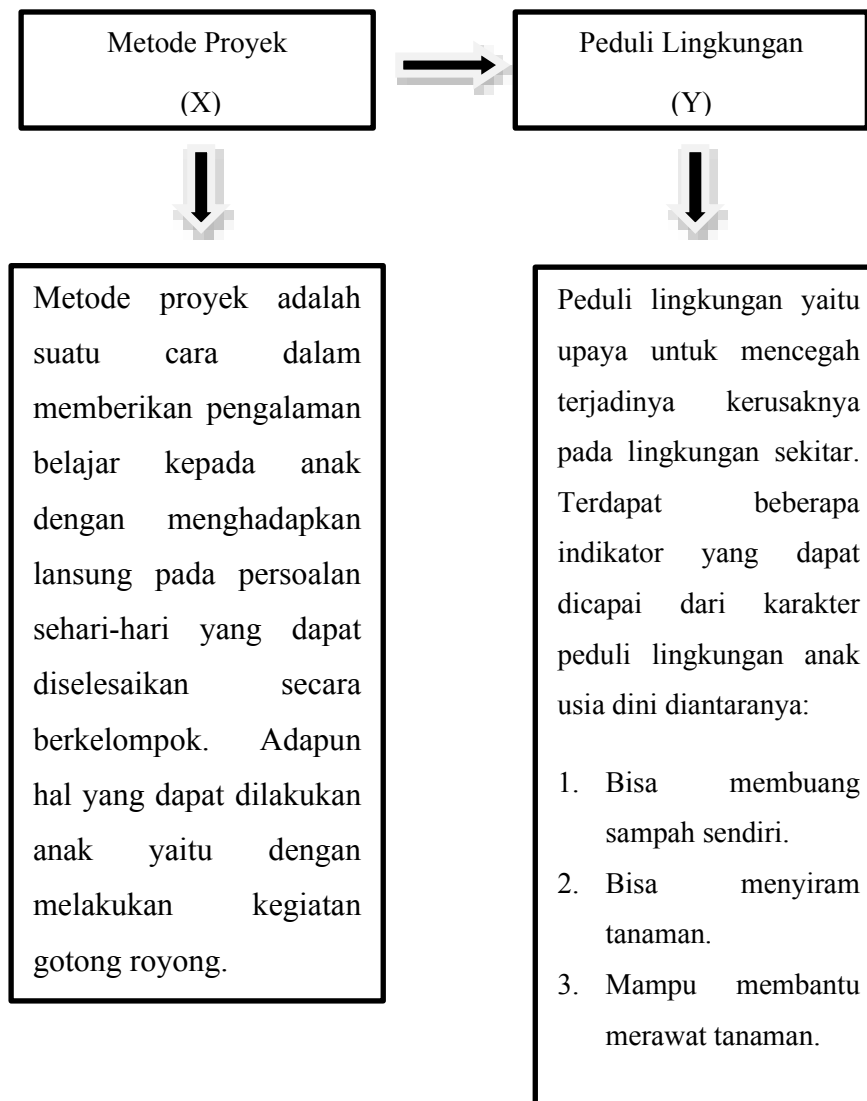 Metode Proyek
(X)
Peduli Lingkungan
(Y)
Metode proyek adalah
suatu cara dalam
memberikan pengalaman
belajar kepada anak
dengan menghadapkan
lansung pada persoalan
sehari-hari yang dapat
diselesaikan secara
berkelompok. Adapun
hal yang dapat dilakukan
anak yaitu dengan
melakukan kegiatan
gotong royong.
Peduli lingkungan yaitu
upaya untuk mencegah
terjadinya kerusaknya
pada lingkungan sekitar.
Terdapat beberapa
indikator yang dapat
dicapai dari karakter
peduli lingkungan anak
usia dini diantaranya:
1. Bisa membuang
sampah sendiri.
2. Bisa menyiram
tanaman.
3. Mampu membantu
merawat tanaman.